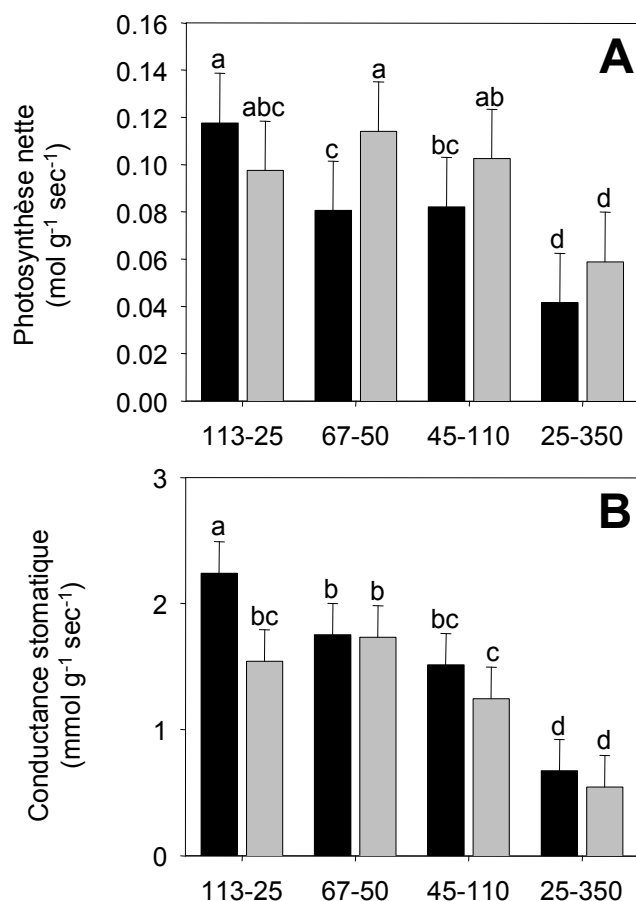 0.16
A
a
0.14
a
abc
ab
0.12
c
bc
0.10
0.08
d
d
0.06
0.04
0.02
0.00
Photosynthèse nette
(mol g⁻¹ sec⁻¹)
113-25 67-50 45-110 25-350
3
B
a
b b
bc
bc
2
c
d d
1
0
Conductance stomatique
(mmol g⁻¹ sec⁻¹)
113-25 67-50 45-110 25-350